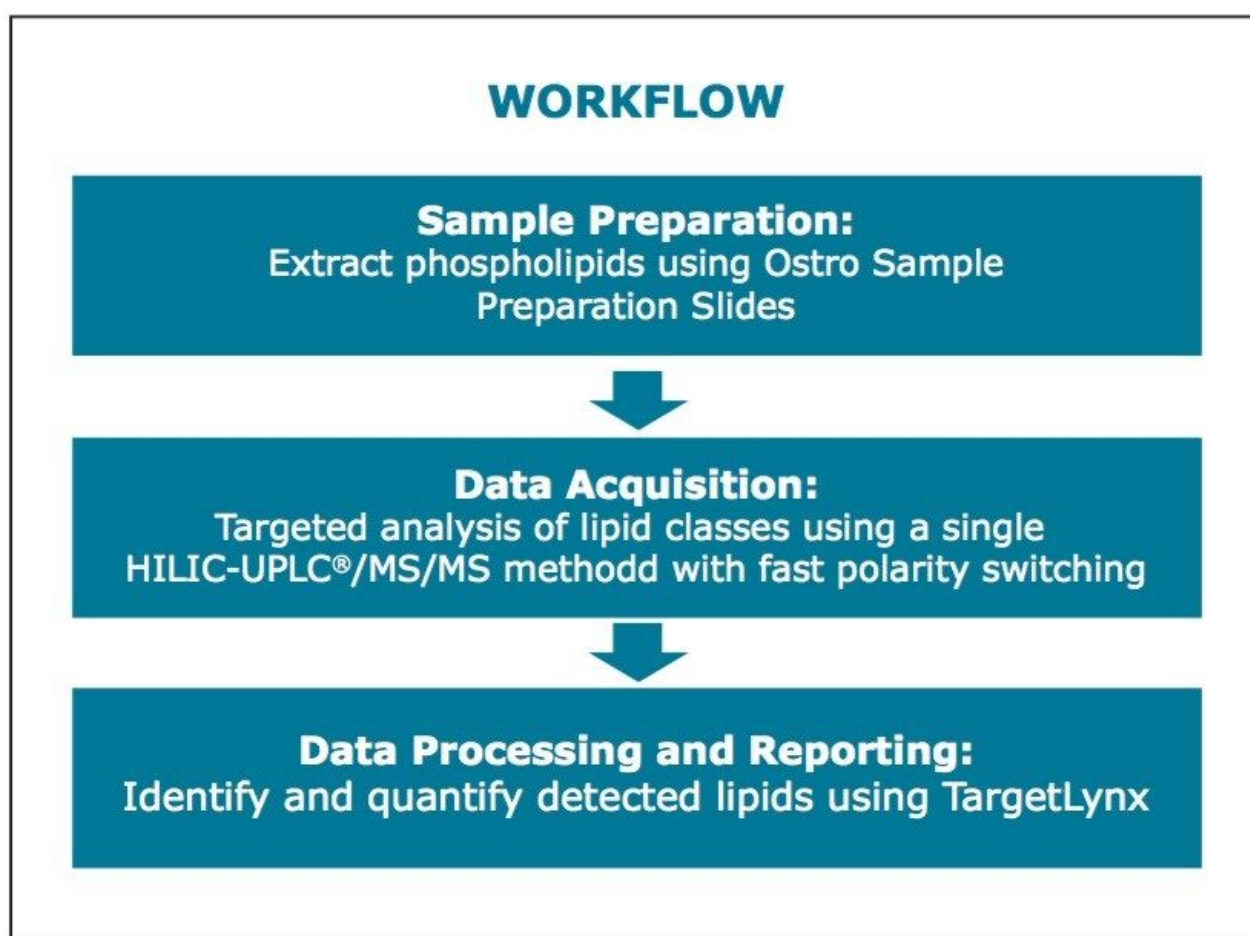 WORKFLOW
Sample Preparation:
Extract phospholipids using Ostro Sample
Preparation Slides
Data Acquisition:
Targeted analysis of lipid classes using a single
HILIC-UPLC®/MS/MS methodd with fast polarity switching
Data Processing and Reporting:
Identify and quantify detected lipids using TargetLynx